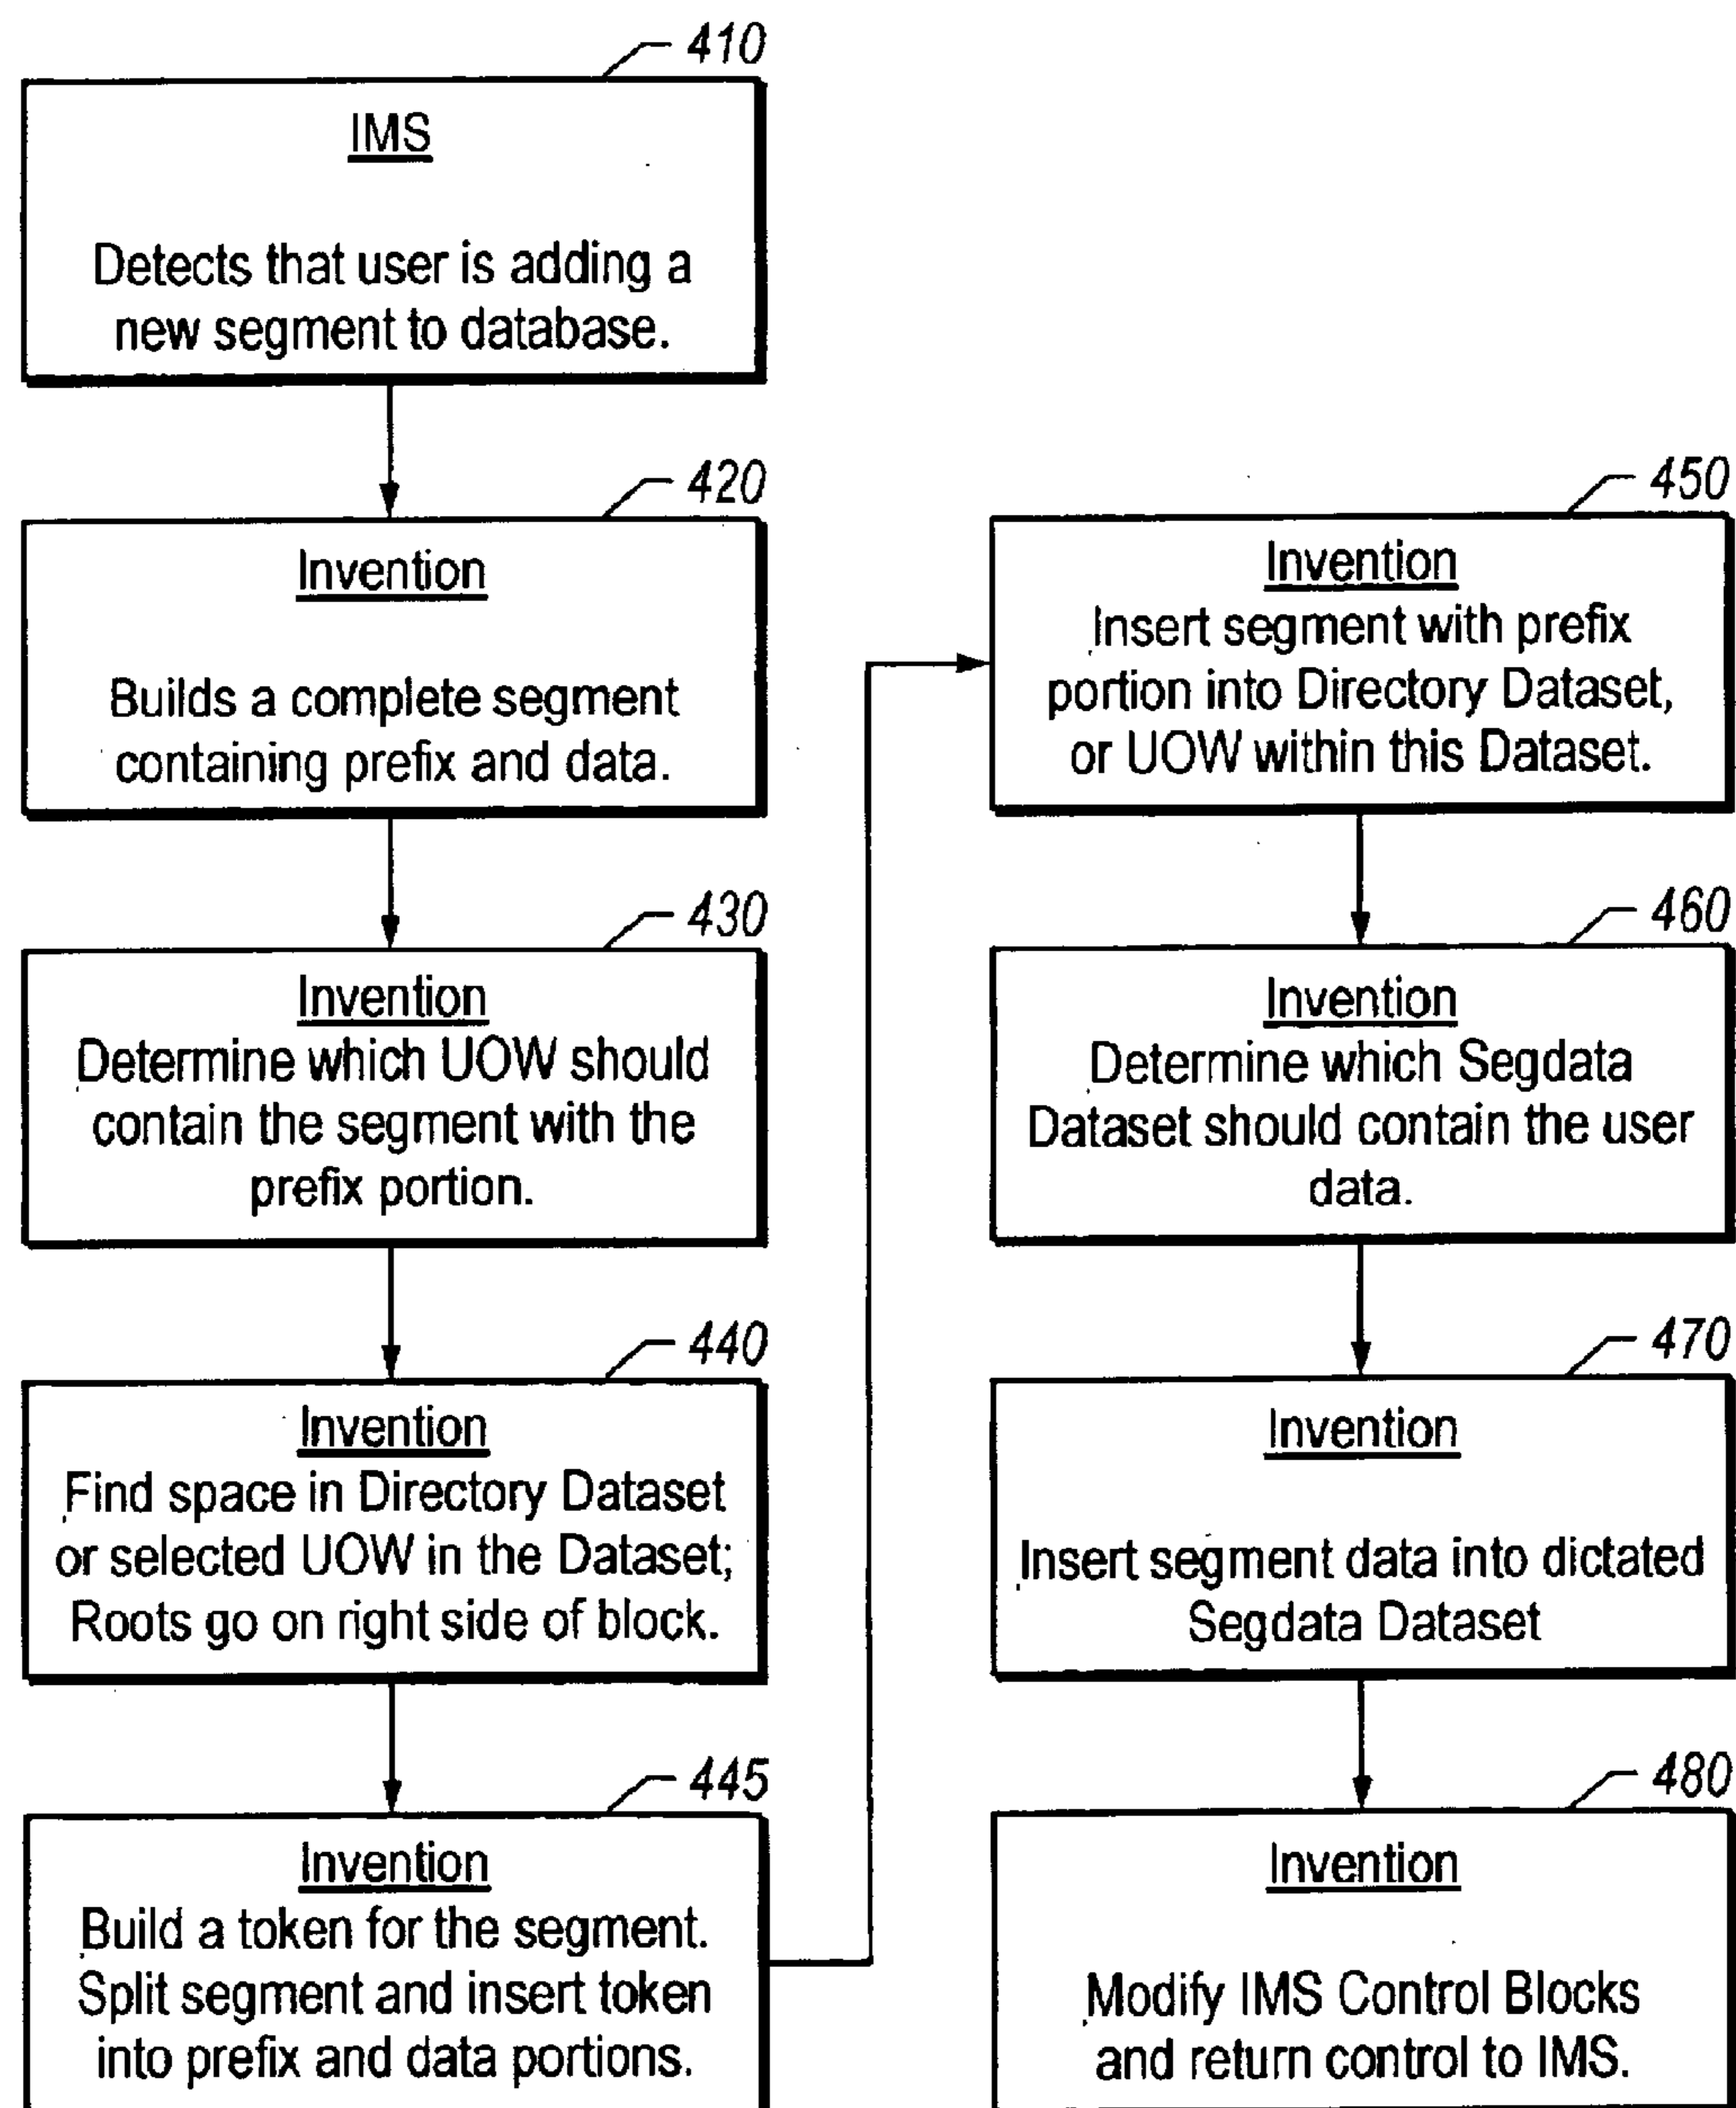 410
IMS
Detects that user is adding a
new segment to database.
420
Invention
Builds a complete segment
containing prefix and data.
430
Invention
Determine which UOW should
contain the segment with the
prefix portion.
440
Invention
Find space in Directory Dataset
or selected UOW in the Dataset;
Roots go on right side of block.
445
Invention
Build a token for the segment.
Split segment and insert token
into prefix and data portions.
450
Invention
Insert segment with prefix
portion into Directory Dataset,
or UOW within this Dataset.
460
Invention
Determine which Segdata
Dataset should contain the user
data.
470
Invention
Insert segment data into dictated
Segdata Dataset
480
Invention
Modify IMS Control Blocks
and return control to IMS.